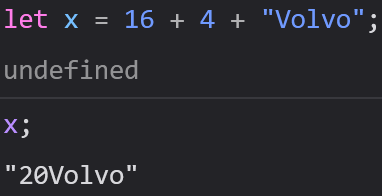 let x = 16 + 4 + "Volvo";
undefined
x;
"20Volvo"